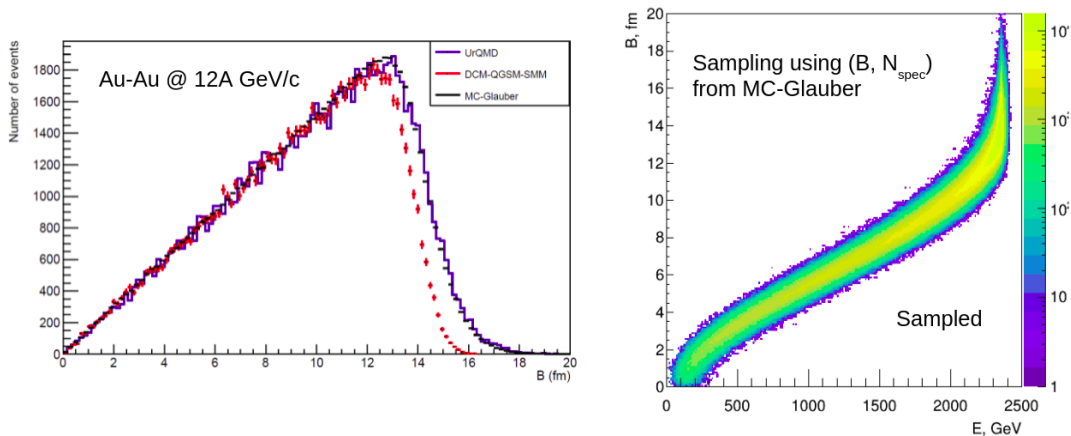 Au-Au @ 12A GeV/c
UrQMD
DCM-QGSM-SMM
MC-Glauber
Number of events
1800
1600
1400
1200
1000
800
600
400
200
0
0 2 4 6 8 10 12 14 16 18 20
B (fm)
B, fm
20
18
16
14
12
10
8
6
4
2
0
Sampling using (B, Nspec)
from MC-Glauber
Sampled
0 500 1000 1500 2000 2500
E, GeV
10
1